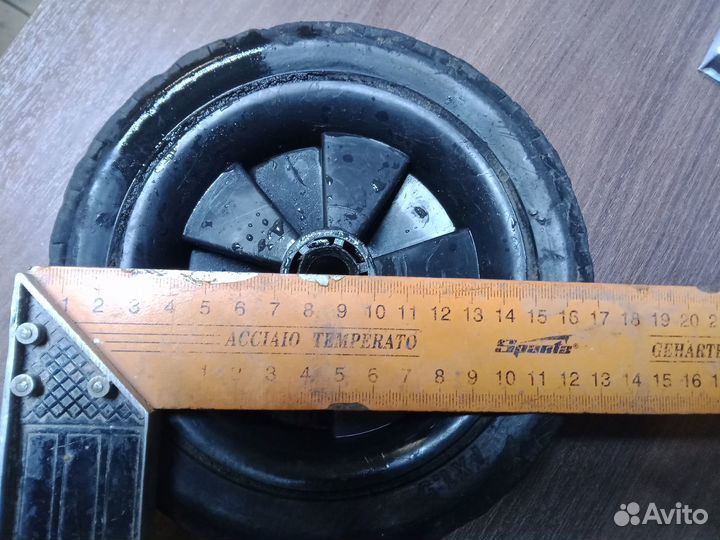 1 2 3 4 5 6 7 8 9 10 11 12 13 14 15 16 17 18 19 20 2
ACCIAIO TEMPERATO Sparta GEHÄRTE
1 2 3 4 5 6 7 8 9 10 11 12 13 14 15 16
Avito